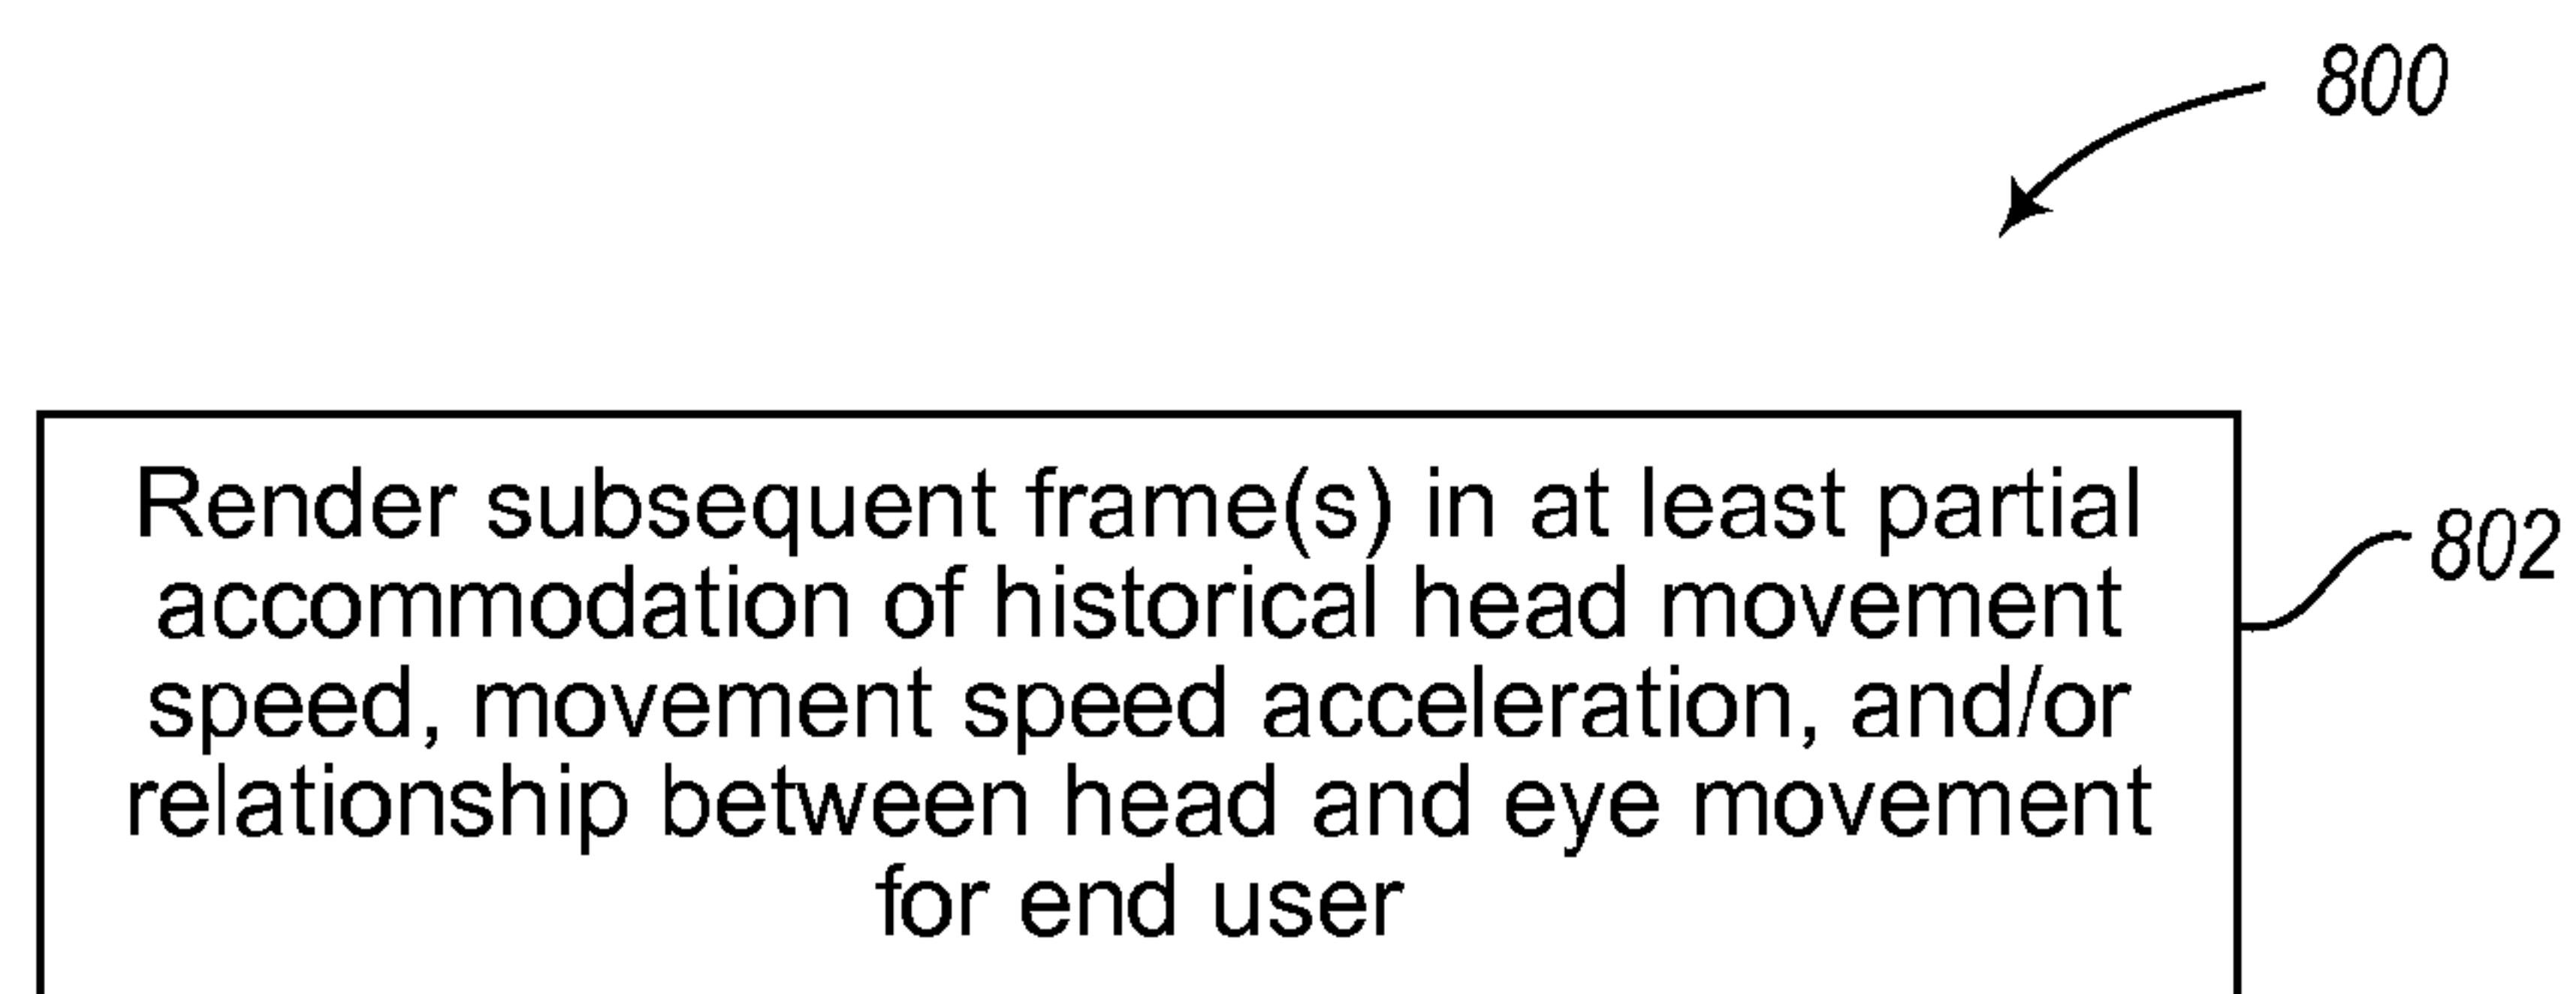 800
Render subsequent frame(s) in at least partial
accommodation of historical head movement
speed, movement speed acceleration, and/or
relationship between head and eye movement
for end user
802